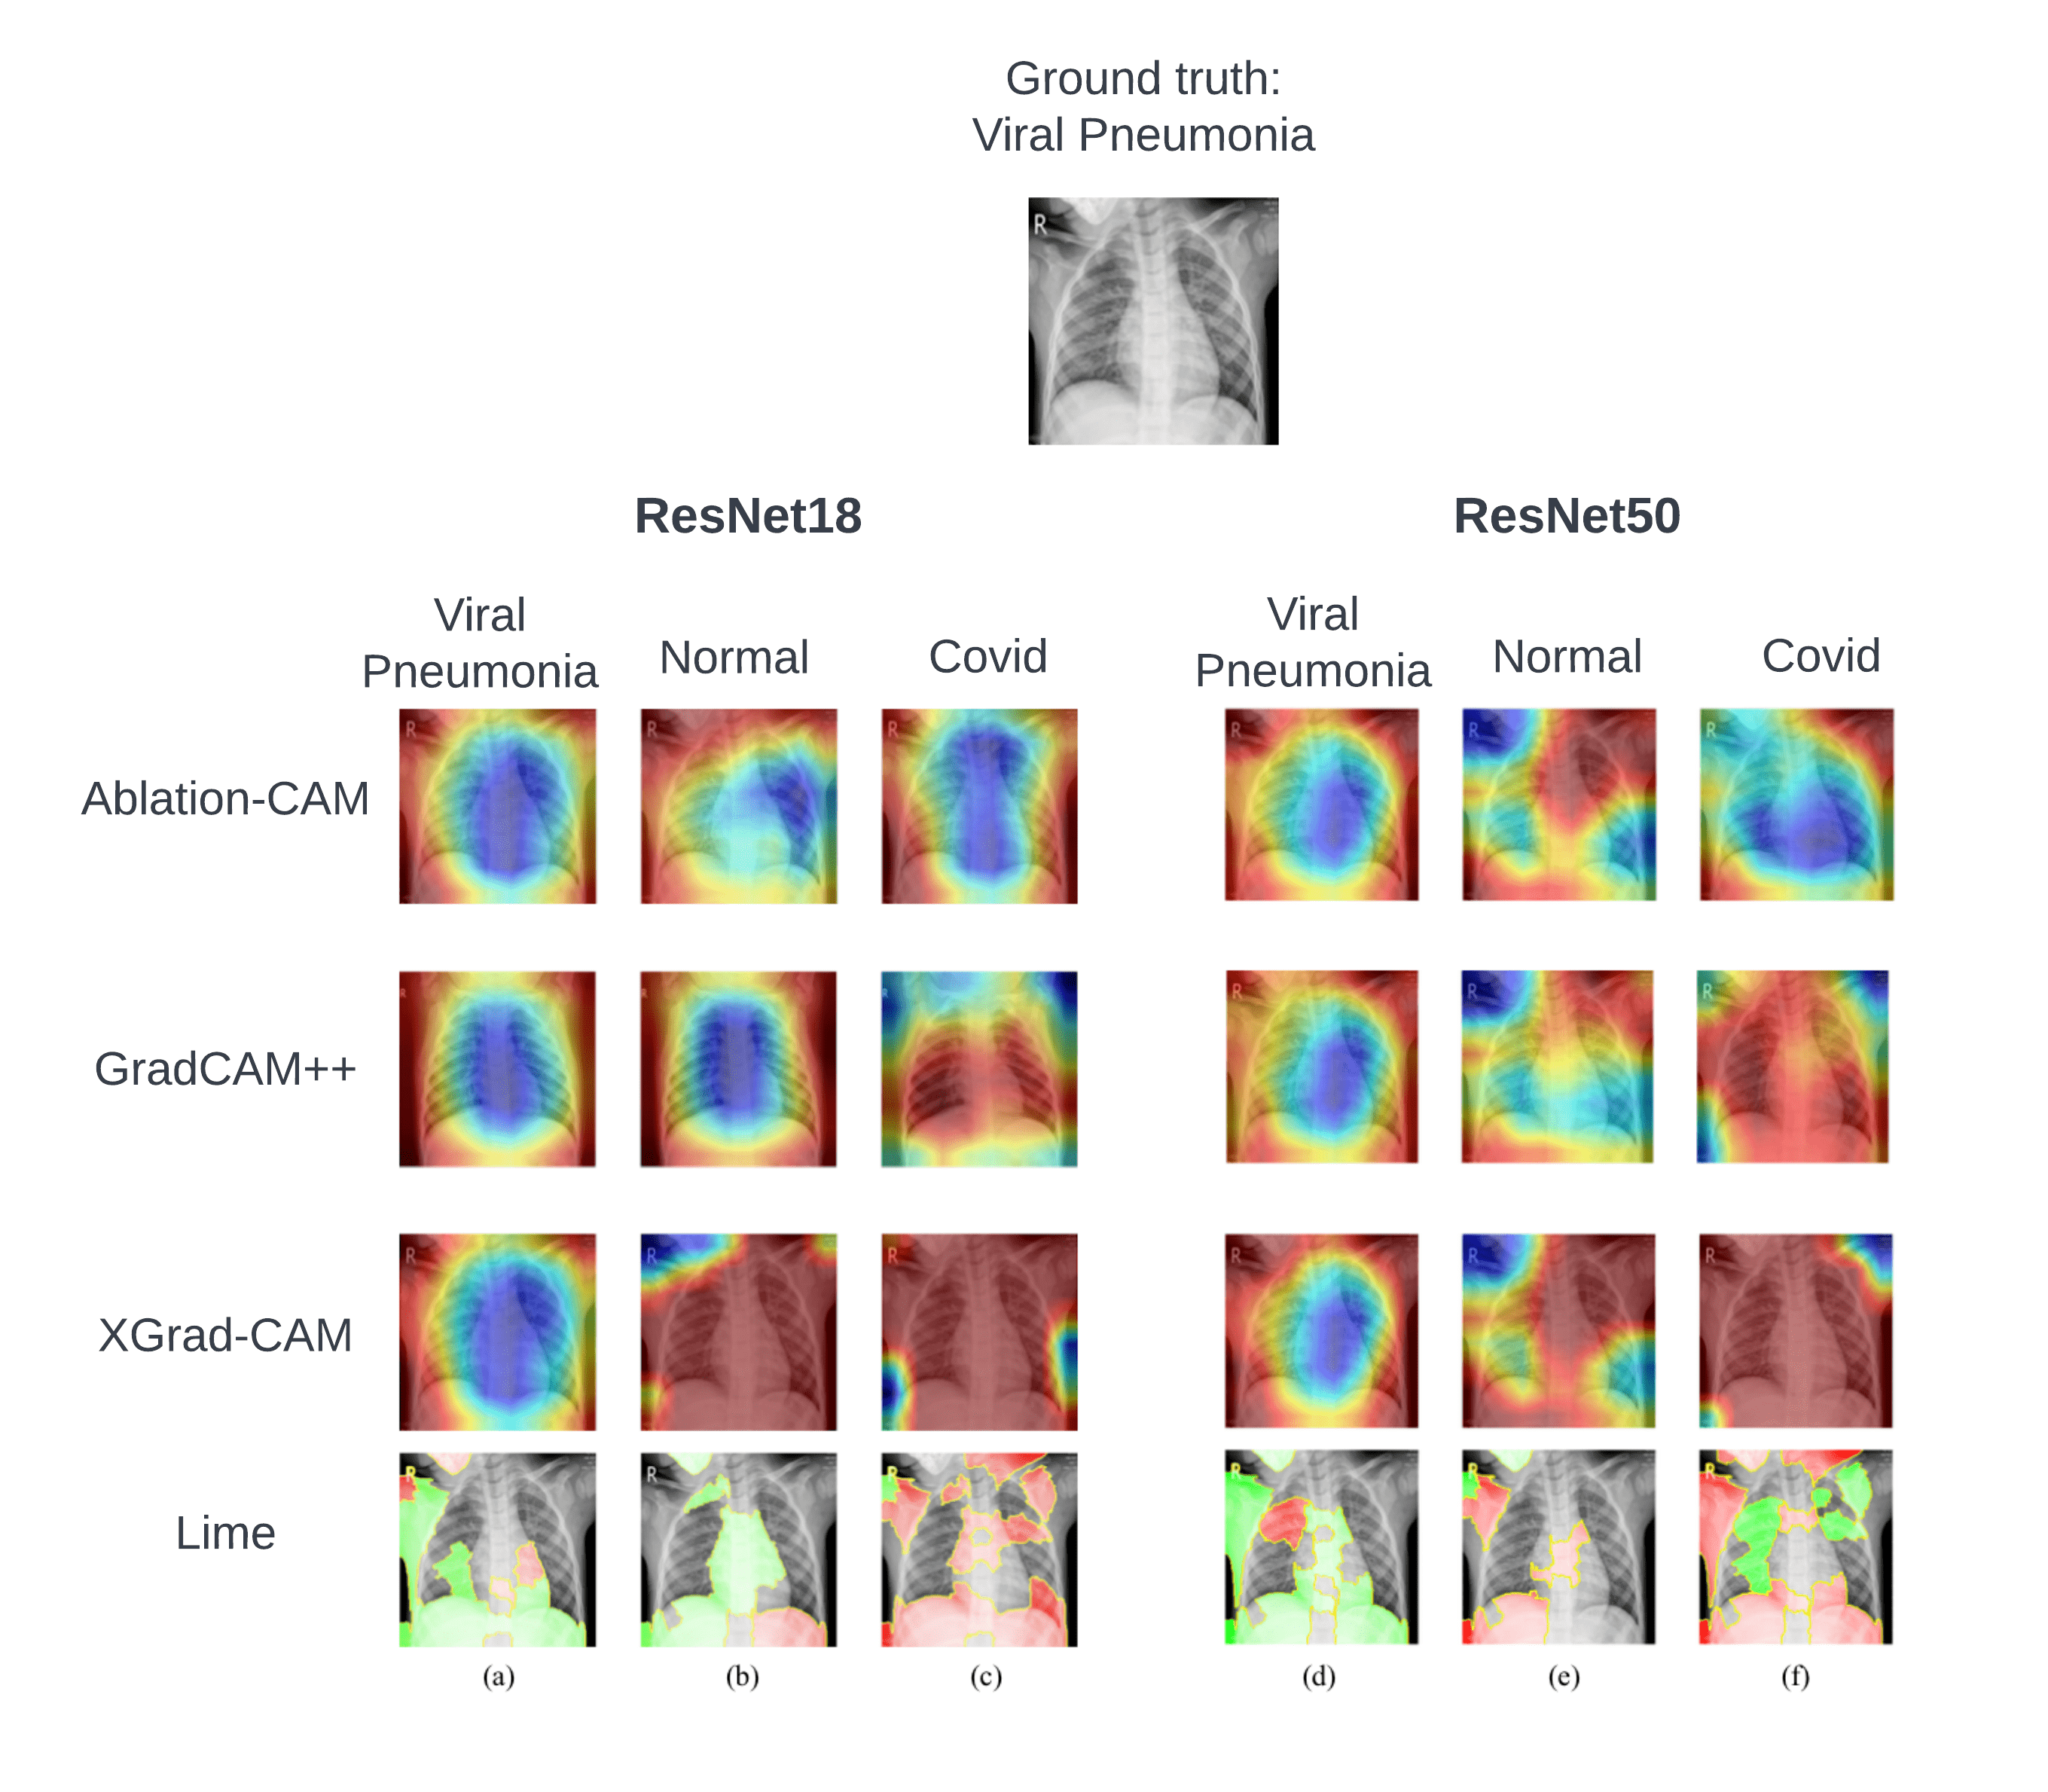 Ground truth:
Viral Pneumonia
R
ResNet18
ResNet50
Viral
Pneumonia
Normal
Covid
Viral
Pneumonia
Normal
Covid
Ablation-CAM
R
R
R
R
R
R
GradCAM++
R
R
R
R
R
R
XGrad-CAM
R
R
R
R
R
R
Lime
R
R
R
R
R
R
(a)
(b)
(c)
(d)
(e)
(f)